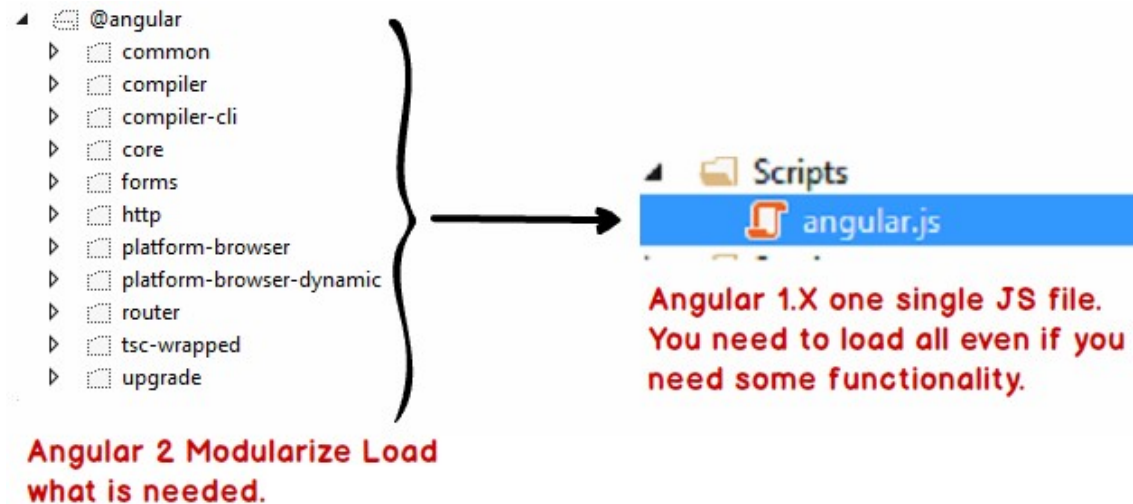 @angular
common
compiler
compiler-cli
core
forms
http
platform-browser
platform-browser-dynamic
router
tsc-wrapped
upgrade
Angular 2 Modularize Load
what is needed.
Scripts
angular.js
Angular 1.X one single JS file.
You need to load all even if you
need some functionality.